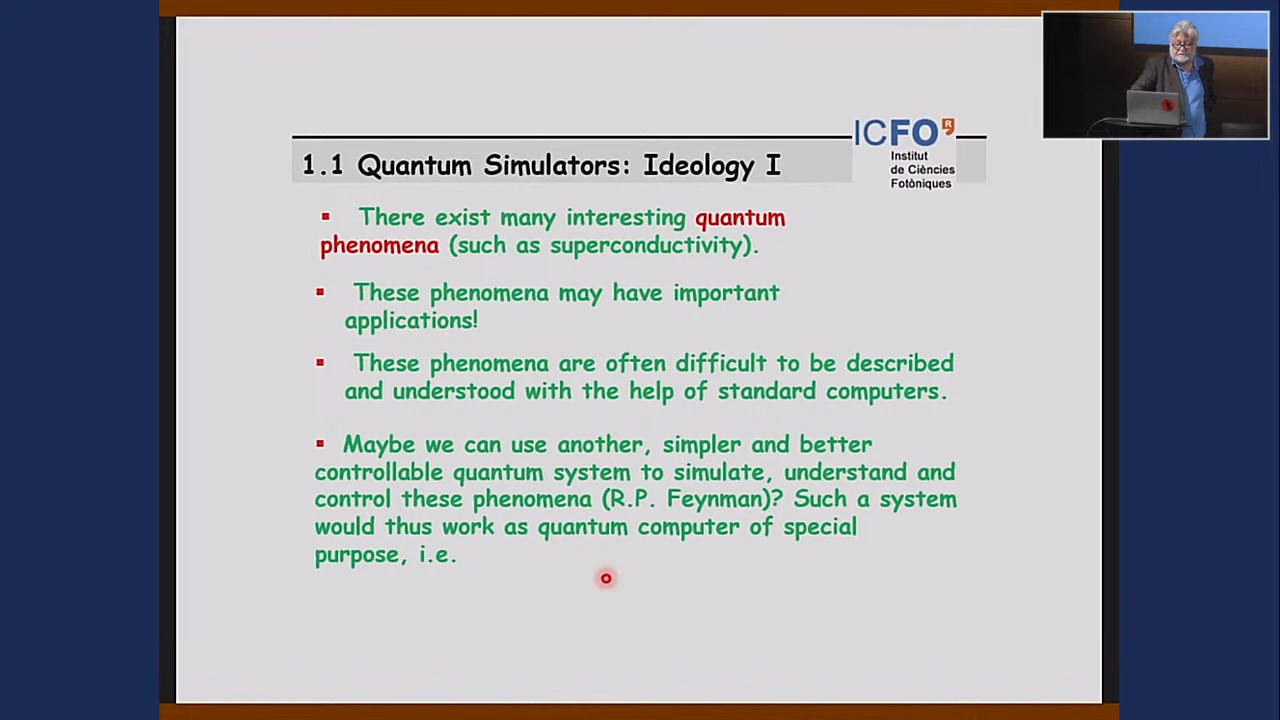 1.1 Quantum Simulators: Ideology I
ICFO R
Institut
de Ciències
Fotòniques
▪ There exist many interesting quantum
phenomena (such as superconductivity).
▪ These phenomena may have important
applications!
▪ These phenomena are often difficult to be described
and understood with the help of standard computers.
▪ Maybe we can use another, simpler and better
controllable quantum system to simulate, understand and
control these phenomena (R.P. Feynman)? Such a system
would thus work as quantum computer of special
purpose, i.e.